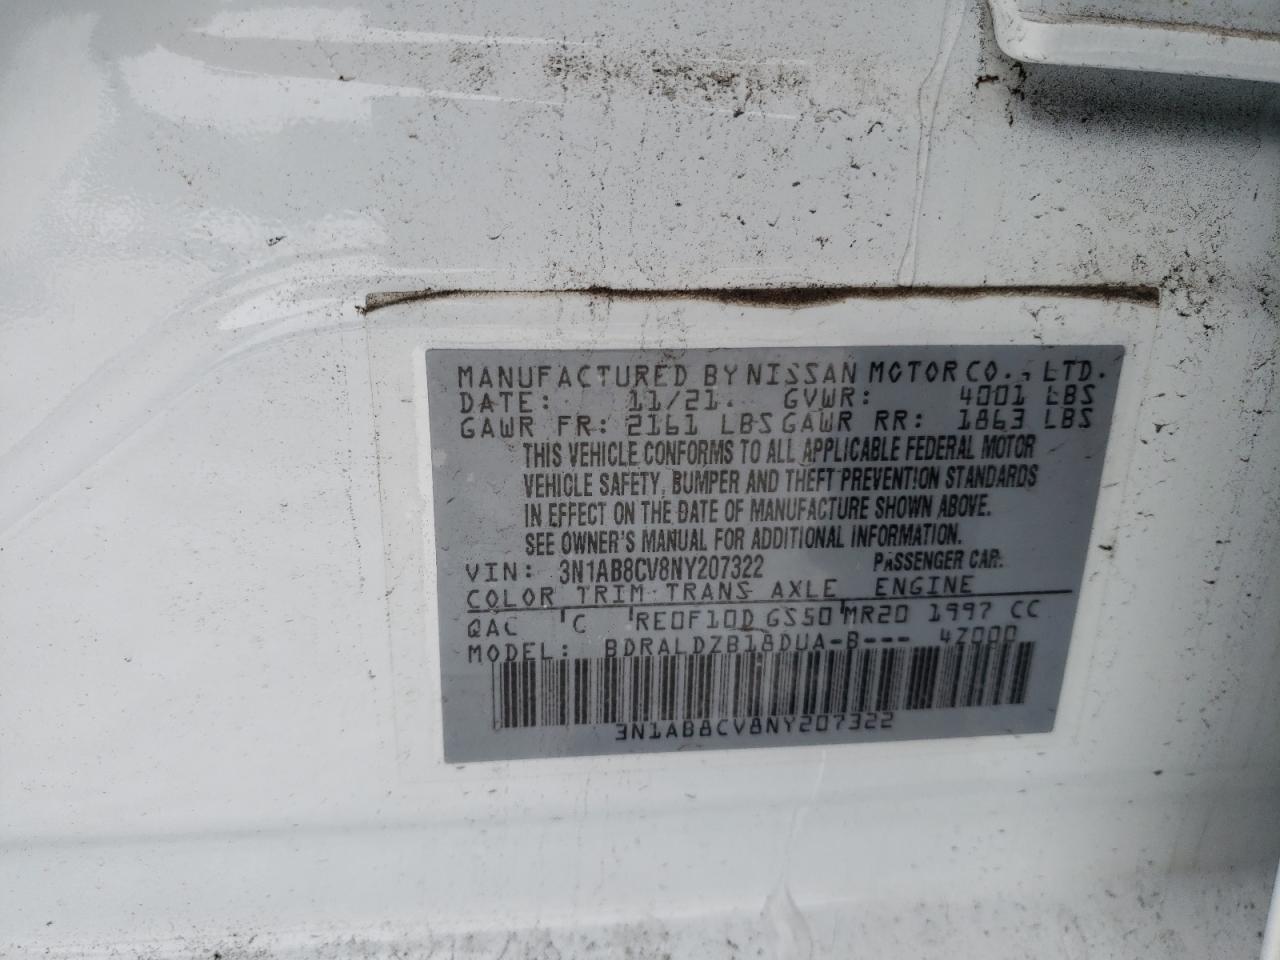 MANUFACTURED BY NISSAN MOTOR CO., LTD.
DATE: 11/21 GVWR: 4001 LBS
GAWR FR: 2161 LBS GAWR RR: 1863 LBS
THIS VEHICLE CONFORMS TO ALL APPLICABLE FEDERAL MOTOR
VEHICLE SAFETY, BUMPER AND THEFT PREVENTION STANDARDS
IN EFFECT ON THE DATE OF MANUFACTURE SHOWN ABOVE.
SEE OWNER'S MANUAL FOR ADDITIONAL INFORMATION.
VIN: 3N1AB8CV8NY207322 PASSENGER CAR
COLOR TRIM TRANS AXLE ENGINE
QAC C RE0F10D GS50 MR20 1997 CC
MODEL: BDRALDZB18DUA-B--- 4Z000
3N1AB8CV8NY207322